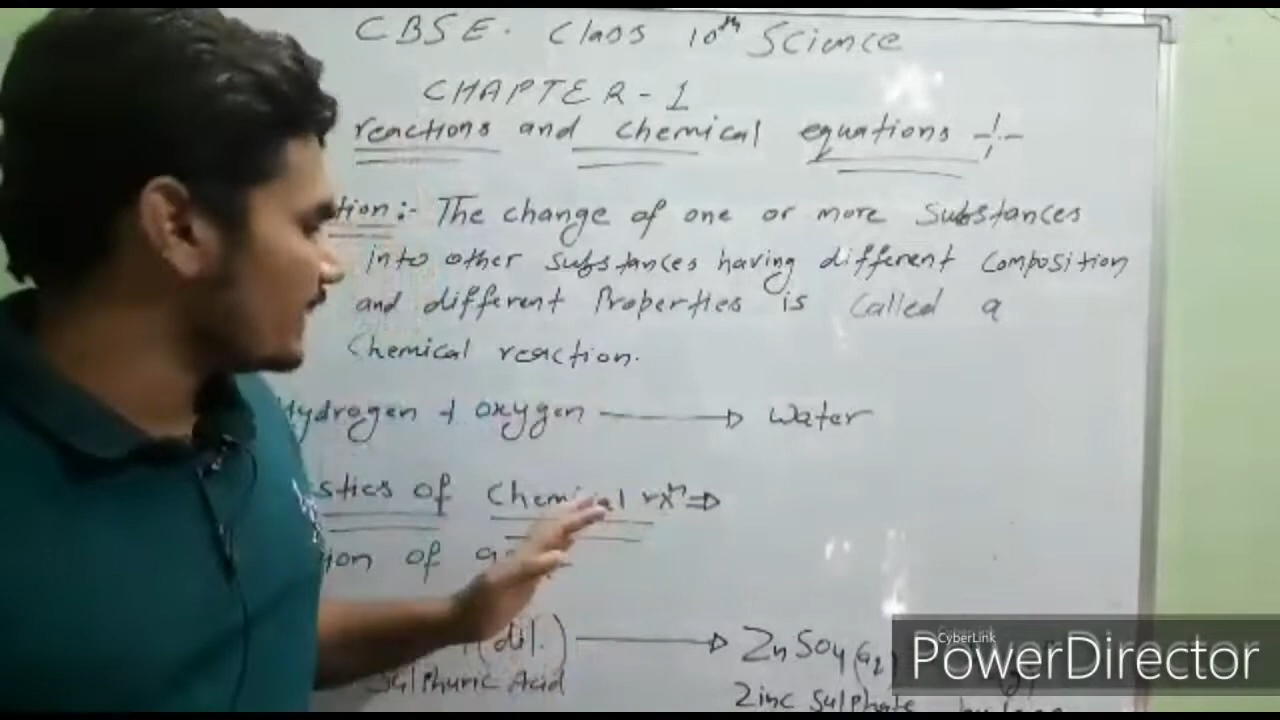 CBSE. Class 10th Science
CHAPTER-1
reactions and chemical equations :-
tion:- The change of one or more substances
into other substances having different composition
and different Properties is called a
Chemical reaction.
Hydrogen + oxygen → Water
stics of Chemical rxn ⇒
tion of
(dil.) → ZnSO4(aq)
Sulphuric Acid
Zinc Sulphate
CyberLink
PowerDirector